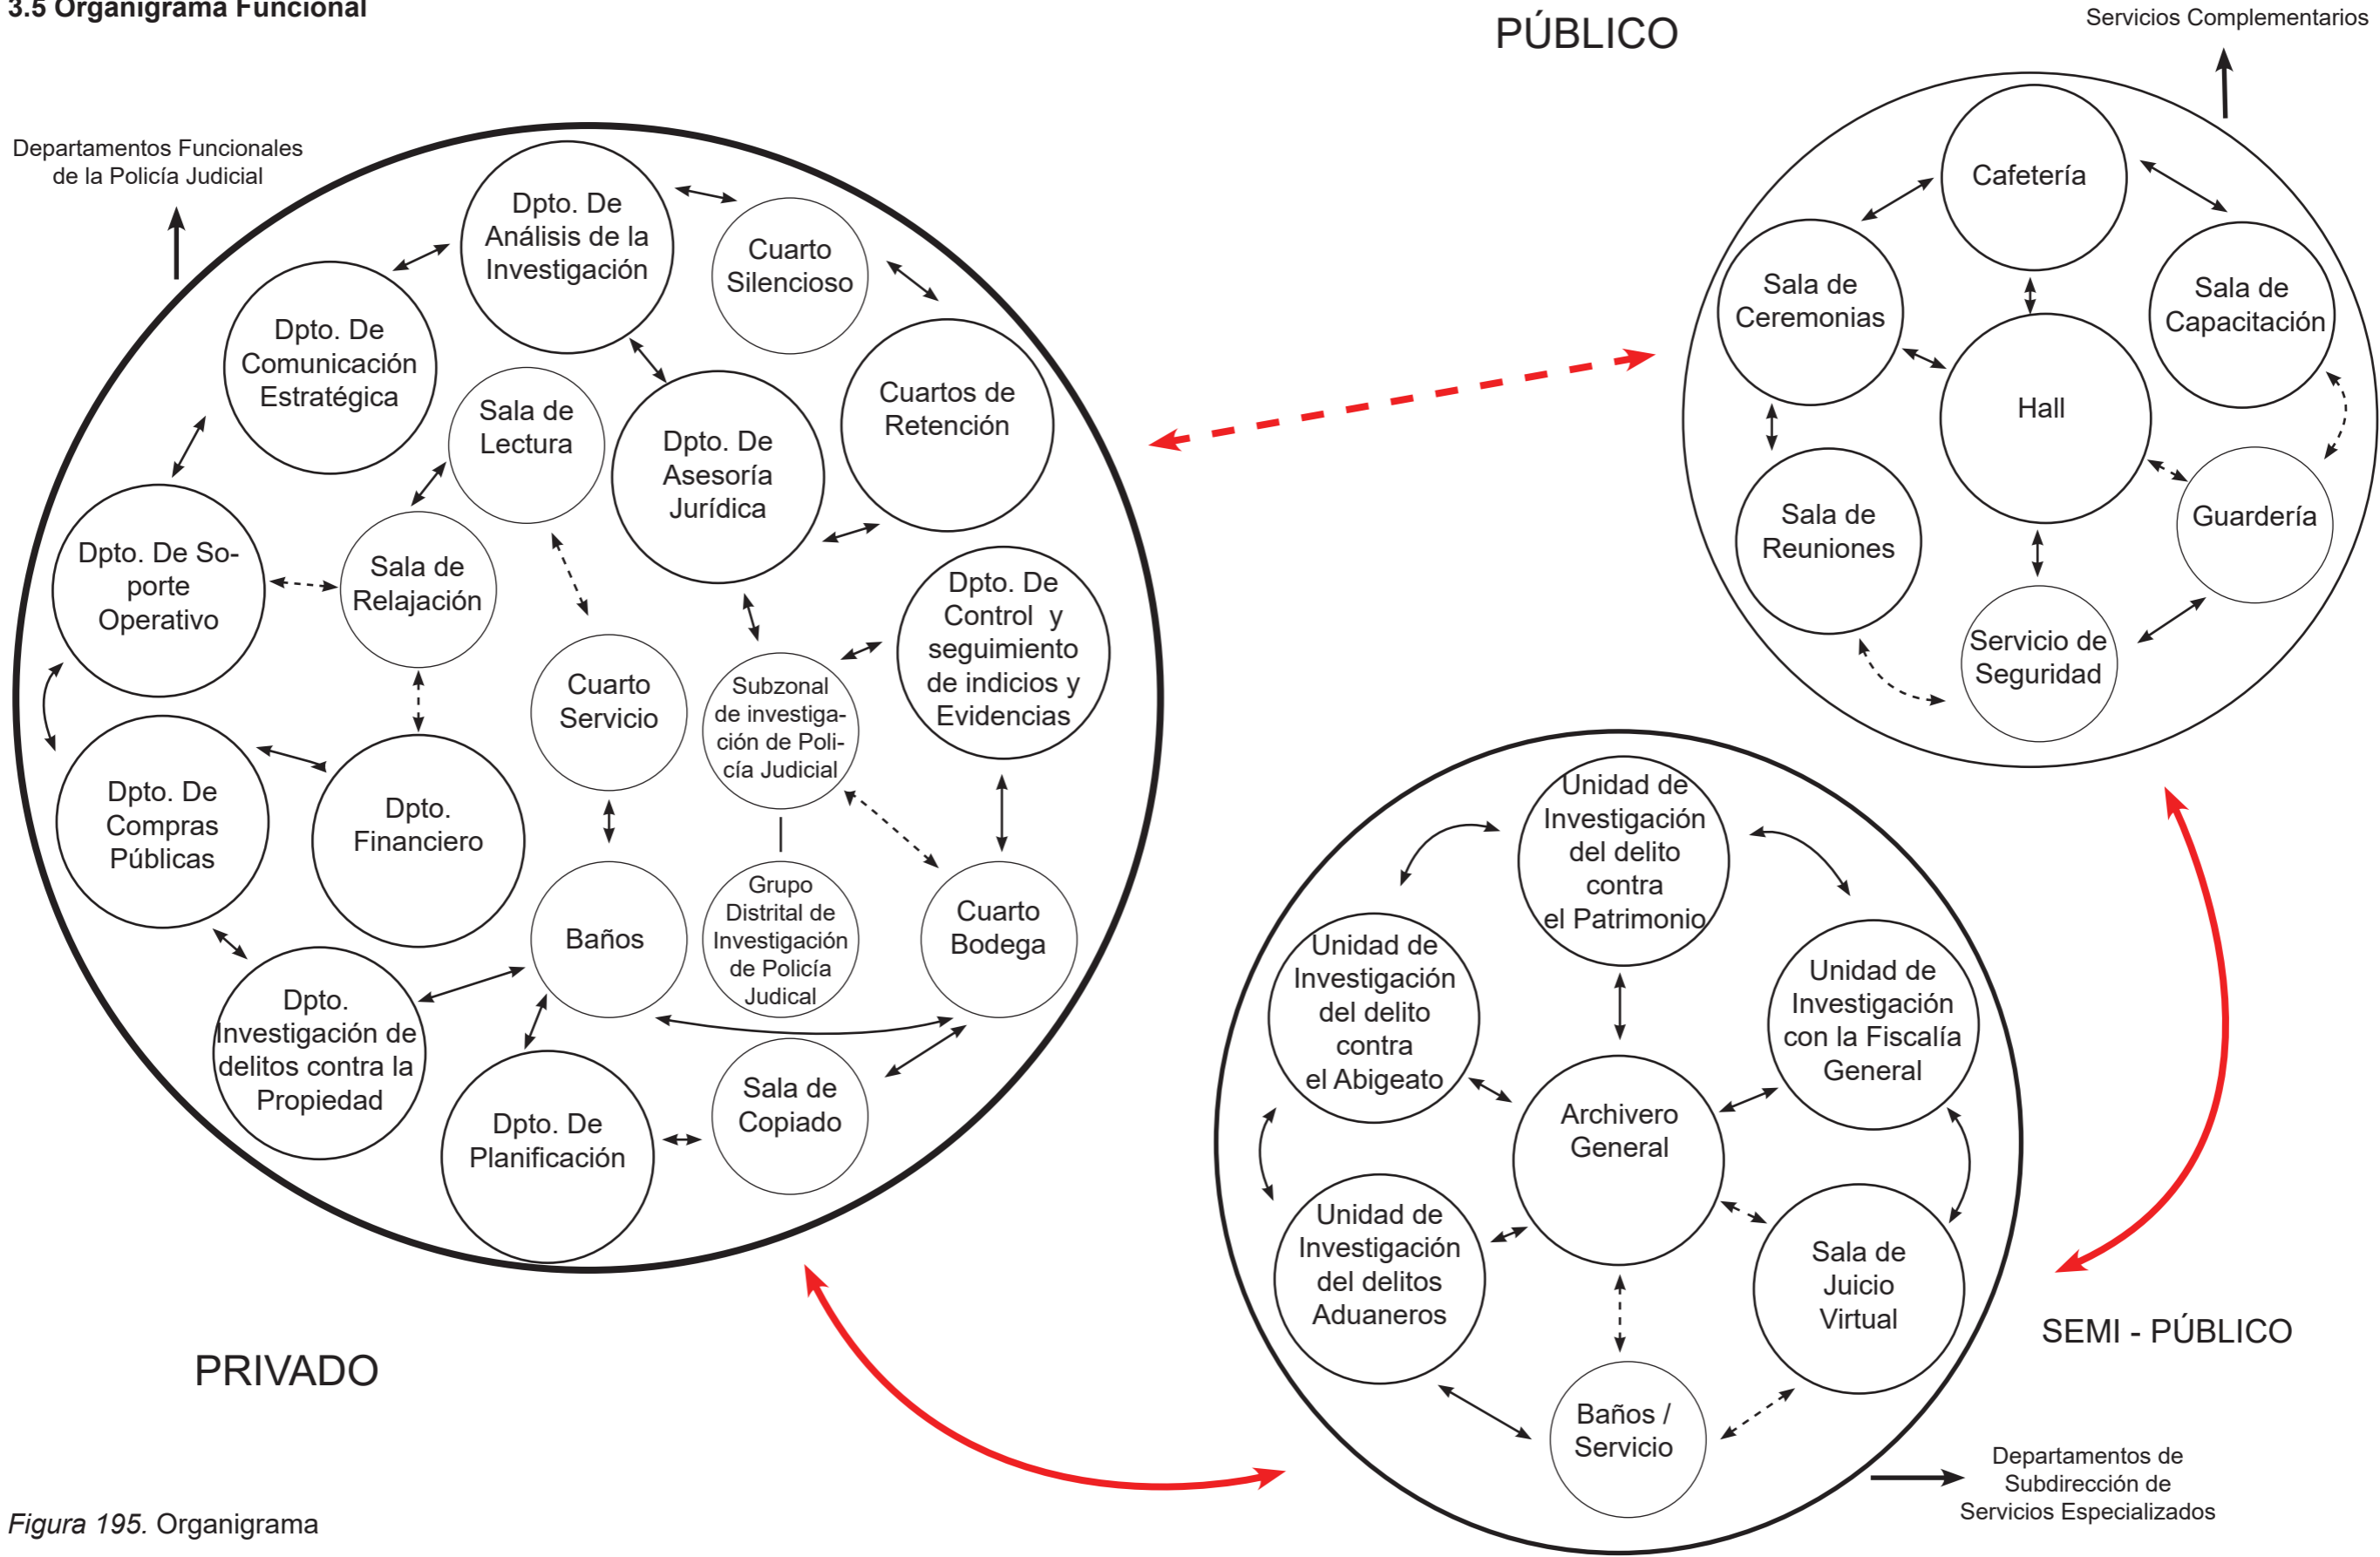 3.5 Organigrama Funcional
PÚBLICO
Servicios Complementarios
Departamentos Funcionales
de la Policía Judicial
Dpto. De
Análisis de la
Investigación
Cuarto
Silencioso
Dpto. De
Comunicación
Estratégica
Sala de
Lectura
Dpto. De
Asesoría
Jurídica
Cuartos de
Retención
Dpto. De So-
porte
Operativo
Sala de
Relajación
Dpto. De
Control y
seguimiento
de indicios y
Evidencias
Cuarto
Servicio
Subzonal
de investiga-
ción de Poli-
cía Judicial
Dpto. De
Compras
Públicas
Dpto.
Financiero
Baños
Grupo
Distrital de
Investigación
de Policía
Judical
Cuarto
Bodega
Dpto.
Investigación de
delitos contra la
Propiedad
Dpto. De
Planificación
Sala de
Copiado
PRIVADO
Cafetería
Sala de
Ceremonias
Sala de
Capacitación
Hall
Sala de
Reuniones
Guardería
Servicio de
Seguridad
Unidad de
Investigación
del delito
contra
el Patrimonio
Unidad de
Investigación
del delito
contra
el Abigeato
Unidad de
Investigación
con la Fiscalía
General
Archivero
General
Unidad de
Investigación
del delitos
Aduaneros
Sala de
Juicio
Virtual
Baños /
Servicio
SEMI - PÚBLICO
Departamentos de
Subdirección de
Servicios Especializados
Figura 195. Organigrama